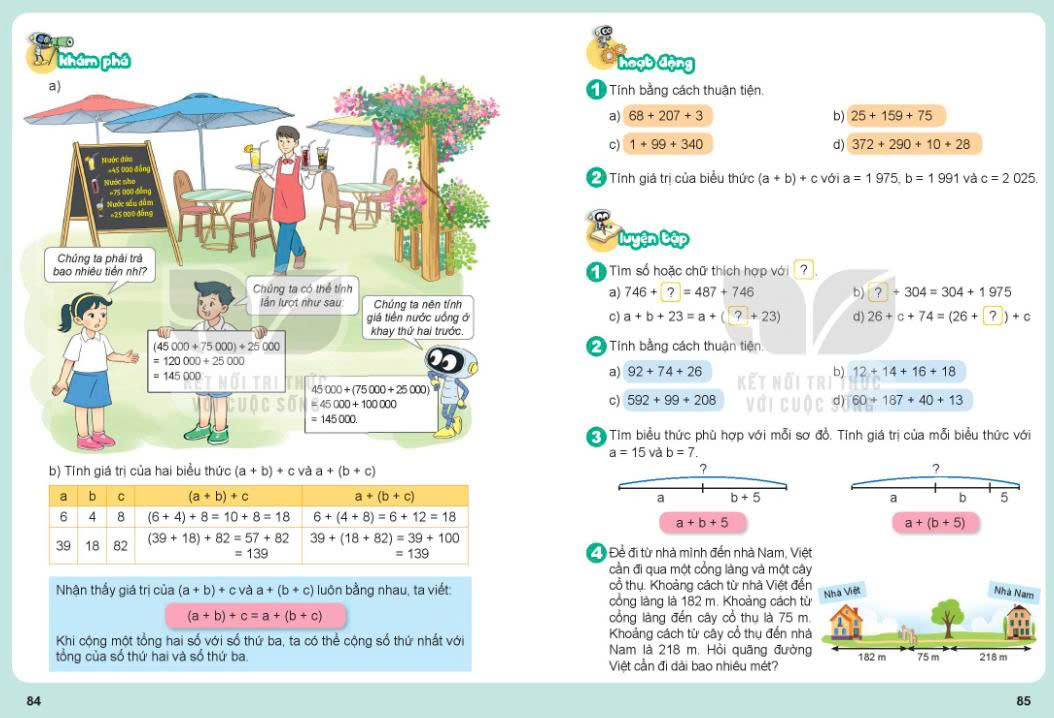 khám phá
a)
Nước dừa
»45 000 đồng
Nước nho
»75 000 đồng
Nước sấu dầm
»25 000 đồng
Chúng ta phải trả
bao nhiêu tiền nhỉ?
Chúng ta có thể tính
lần lượt như sau:
(45 000 + 75 000) + 25 000
= 120 000 + 25 000
= 145 000
Chúng ta nên tính
giá tiền nước uống ở
khay thứ hai trước.
45 000 + (75 000 + 25 000)
= 45 000 + 100 000
= 145 000.
KẾT NỐI TRI THỨC
VỚI CUỘC SỐNG
b) Tính giá trị của hai biểu thức (a + b) + c và a + (b + c)
a b c (a + b) + c a + (b + c)
6 4 8 (6 + 4) + 8 = 10 + 8 = 18 6 + (4 + 8) = 6 + 12 = 18
39 18 82 (39 + 18) + 82 = 57 + 82 39 + (18 + 82) = 39 + 100
= 139 = 139
Nhận thấy giá trị của (a + b) + c và a + (b + c) luôn bằng nhau, ta viết:
(a + b) + c = a + (b + c)
Khi cộng một tổng hai số với số thứ ba, ta có thể cộng số thứ nhất với
tổng của số thứ hai và số thứ ba.
84
hoạt động
1 Tính bằng cách thuận tiện.
a) 68 + 207 + 3 b) 25 + 159 + 75
c) 1 + 99 + 340 d) 372 + 290 + 10 + 28
2 Tính giá trị của biểu thức (a + b) + c với a = 1 975, b = 1 991 và c = 2 025.
luyện tập
1 Tìm số hoặc chữ thích hợp với ? .
a) 746 + ? = 487 + 746 b) ? + 304 = 304 + 1 975
c) a + b + 23 = a + ( ? + 23) d) 26 + c + 74 = (26 + ? ) + c
2 Tính bằng cách thuận tiện.
a) 92 + 74 + 26 b) 12 + 14 + 16 + 18
c) 592 + 99 + 208 d) 60 + 187 + 40 + 13
KẾT NỐI TRI THỨC
VỚI CUỘC SỐNG
3 Tìm biểu thức phù hợp với mỗi sơ đồ. Tính giá trị của mỗi biểu thức với
a = 15 và b = 7.
? ?
a b + 5 a b 5
a + b + 5 a + (b + 5)
4 Để đi từ nhà mình đến nhà Nam, Việt
cần đi qua một cổng làng và một cây
cổ thụ. Khoảng cách từ nhà Việt đến
cổng làng là 182 m. Khoảng cách từ
cổng làng đến cây cổ thụ là 75 m.
Khoảng cách từ cây cổ thụ đến nhà
Nam là 218 m. Hỏi quãng đường
Việt cần đi dài bao nhiêu mét?
Nhà Việt
Nhà Nam
182 m 75 m 218 m
85